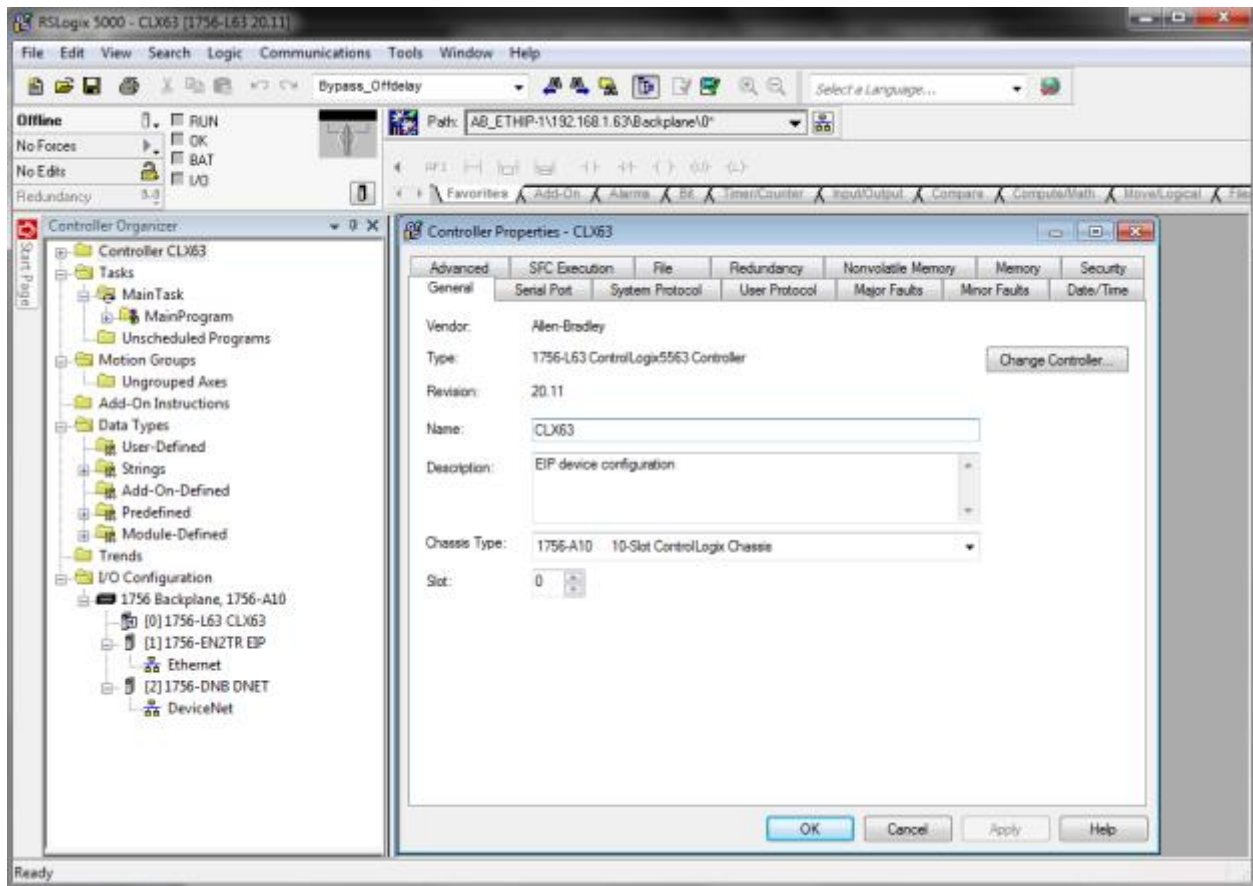 RSLogix 5000 - CLX63 [1756-L63 20.11]
File Edit View Search Logic Communications Tools Window Help
Bypass_Offdelay
Select a Language...
Offline
RUN
No Forces
OK
No Edits
BAT
Redundancy
I/O
Path: AB_ETHIP-1\192.168.1.63\Backplane\0*
Favorites Add-On Alarms Bit Timer/Counter Input/Output Compare Compute/Math Move/Logical
Start Page
Controller Organizer
Controller CLX63
Tasks
MainTask
MainProgram
Unscheduled Programs
Motion Groups
Ungrouped Axes
Add-On Instructions
Data Types
User-Defined
Strings
Add-On-Defined
Predefined
Module-Defined
Trends
I/O Configuration
1756 Backplane, 1756-A10
[0] 1756-L63 CLX63
[1] 1756-EN2TR EIP
Ethernet
[2] 1756-DNB DNET
DeviceNet
Controller Properties - CLX63
Advanced SFC Execution File Redundancy Nonvolatile Memory Memory Security
General Serial Port System Protocol User Protocol Major Faults Minor Faults Date/Time
Vendor: Allen-Bradley
Type: 1756-L63 ControlLogix5563 Controller
Change Controller...
Revision: 20.11
Name: CLX63
Description: EIP device configuration
Chassis Type: 1756-A10 10-Slot ControlLogix Chassis
Slot: 0
OK Cancel Apply Help
Ready